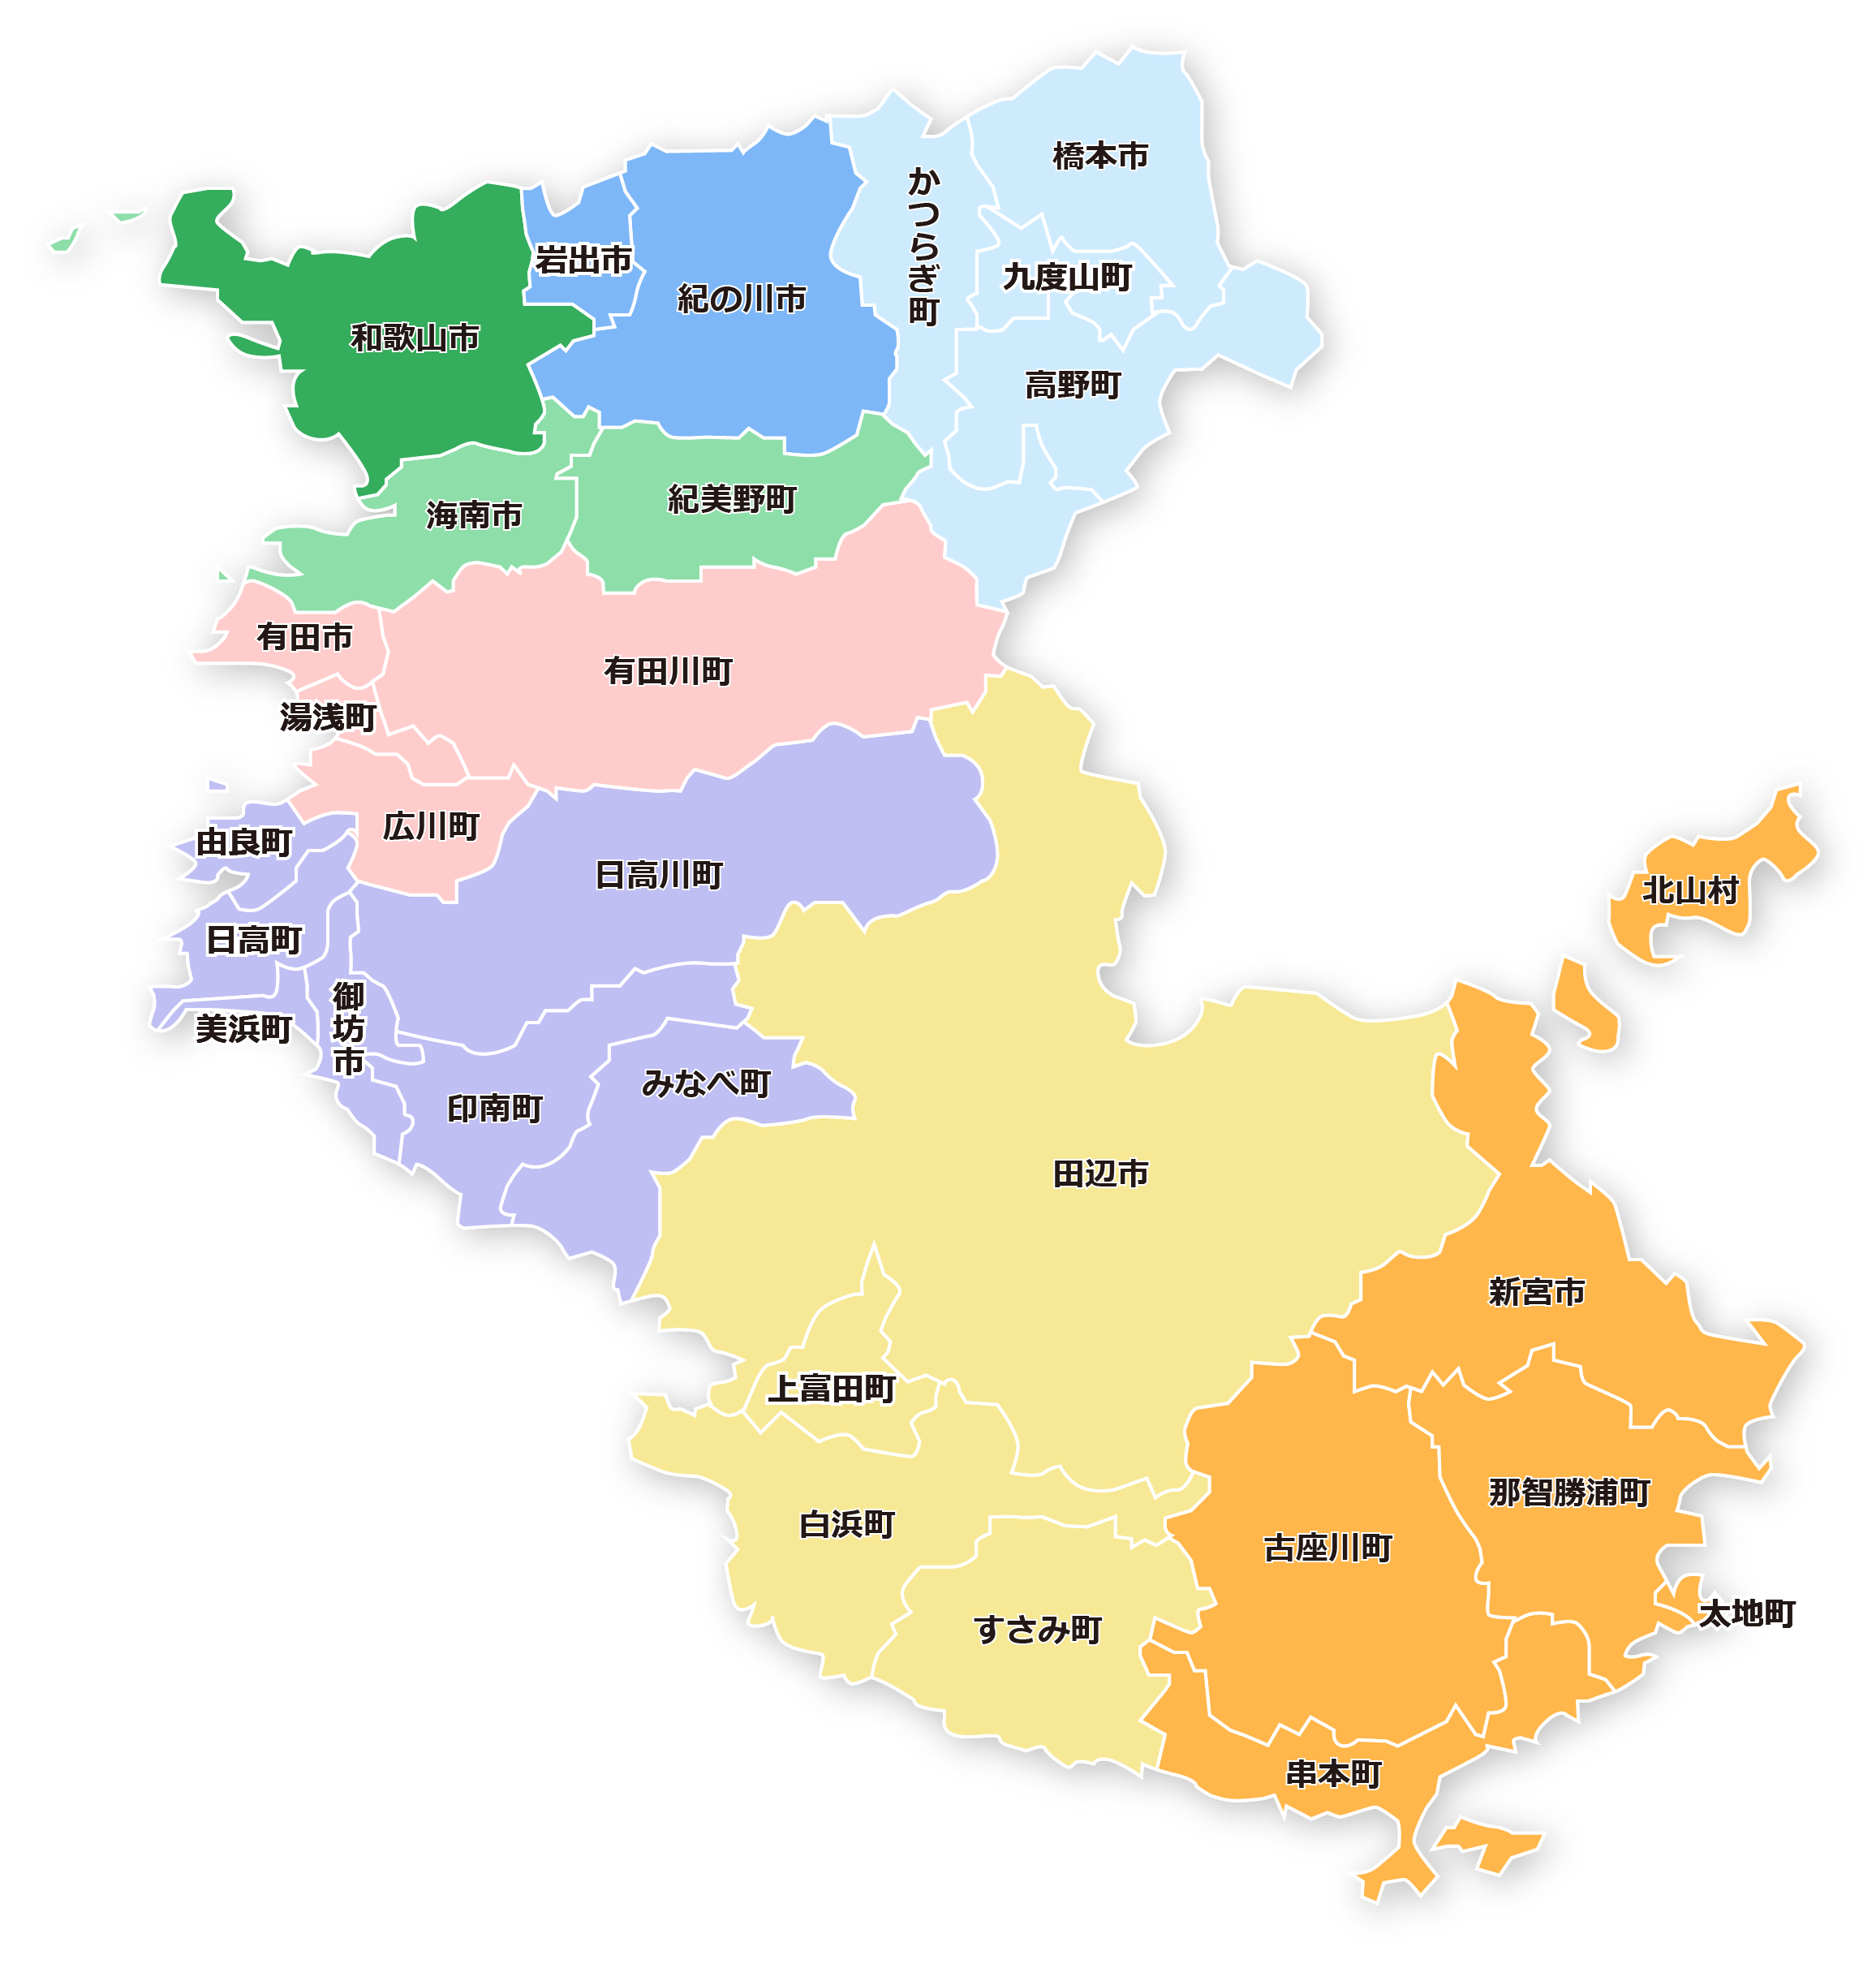 橋本市
かつらぎ町
岩出市
九度山町
紀の川市
和歌山市
高野町
紀美野町
海南市
有田市
有田川町
湯浅町
広川町
由良町
日高川町
北山村
日高町
御坊市
美浜町
みなべ町
印南町
田辺市
新宮市
上富田町
那智勝浦町
白浜町
古座川町
太地町
すさみ町
串本町